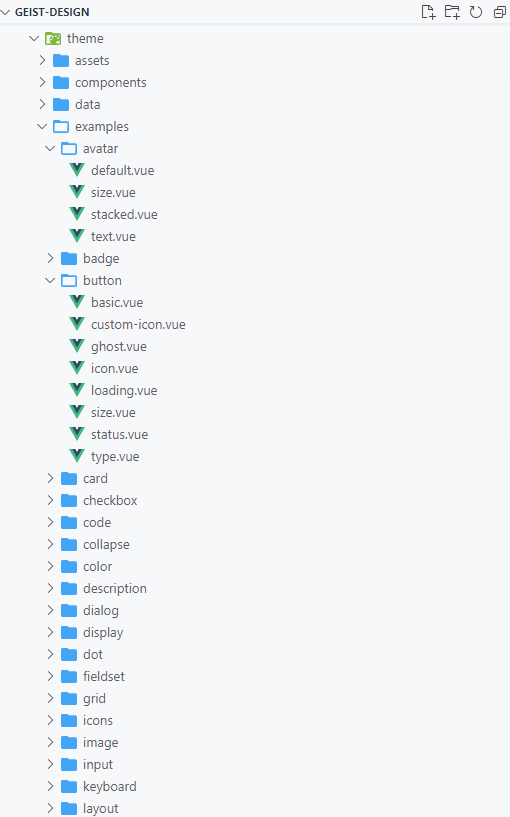 GEIST-DESIGN
theme
assets
components
data
examples
avatar
default.vue
size.vue
stacked.vue
text.vue
badge
button
basic.vue
custom-icon.vue
ghost.vue
icon.vue
loading.vue
size.vue
status.vue
type.vue
card
checkbox
code
collapse
color
description
dialog
display
dot
fieldset
grid
icons
image
input
keyboard
layout